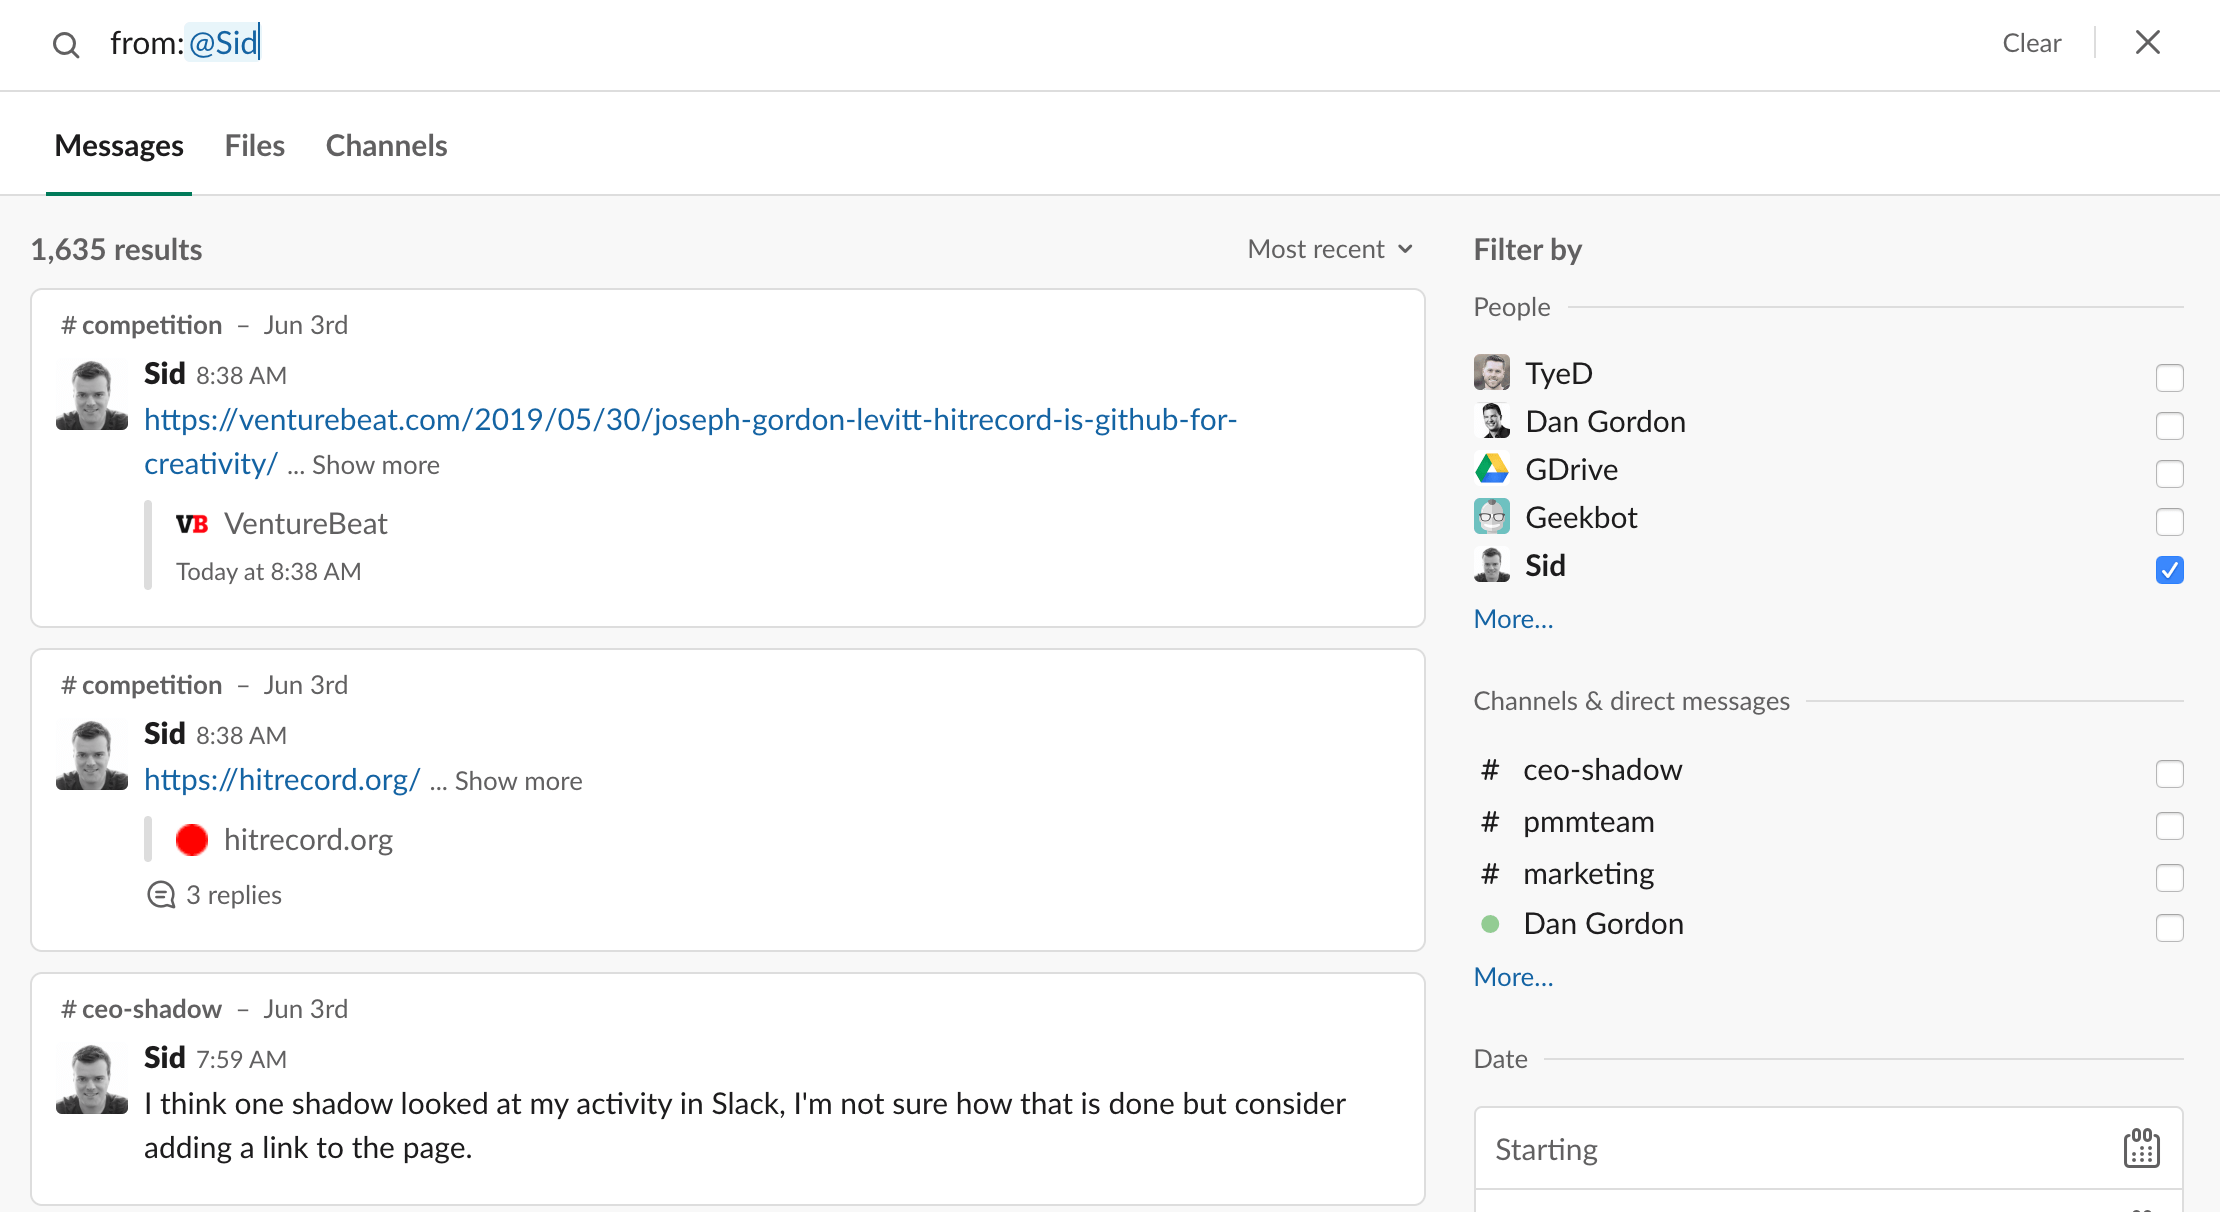 from:@Sid
Clear
Messages Files Channels
1,635 results
Most recent
# competition – Jun 3rd
Sid 8:38 AM
https://venturebeat.com/2019/05/30/joseph-gordon-levitt-hitrecord-is-github-for-
creativity/ ... Show more
VB VentureBeat
Today at 8:38 AM
# competition – Jun 3rd
Sid 8:38 AM
https://hitrecord.org/ ... Show more
hitrecord.org
3 replies
# ceo-shadow – Jun 3rd
Sid 7:59 AM
I think one shadow looked at my activity in Slack, I'm not sure how that is done but consider
adding a link to the page.
Filter by
People
TyeD
Dan Gordon
GDrive
Geekbot
Sid
More...
Channels & direct messages
# ceo-shadow
# pmmteam
# marketing
Dan Gordon
More...
Date
Starting